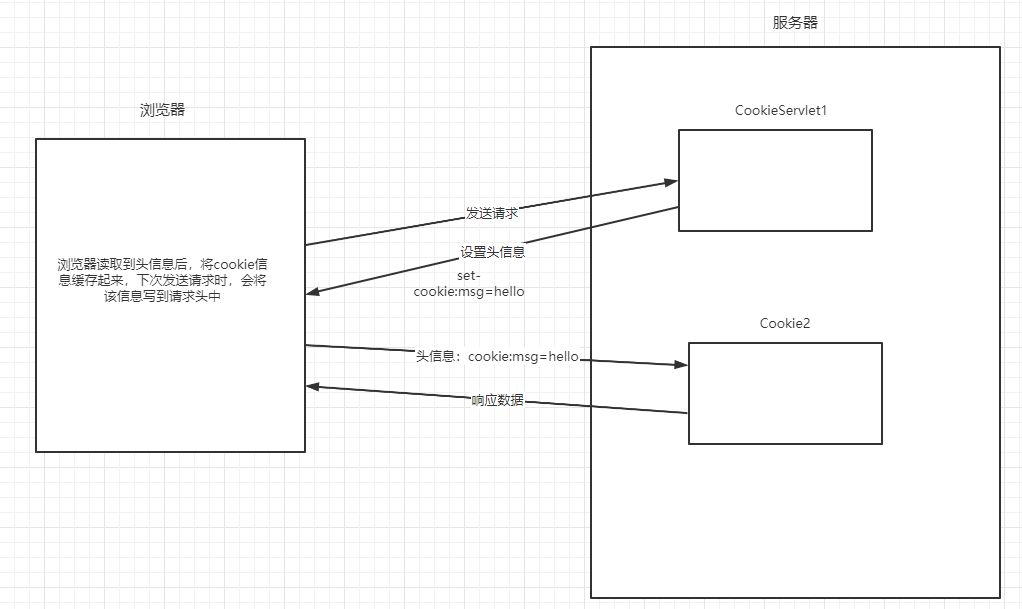 服务器
浏览器
CookieServlet1
发送请求
设置头信息
set-
cookie:msg=hello
浏览器读取到头信息后，将cookie信
息缓存起来，下次发送请求时，会将
该信息写到请求头中
Cookie2
头信息：cookie:msg=hello
响应数据